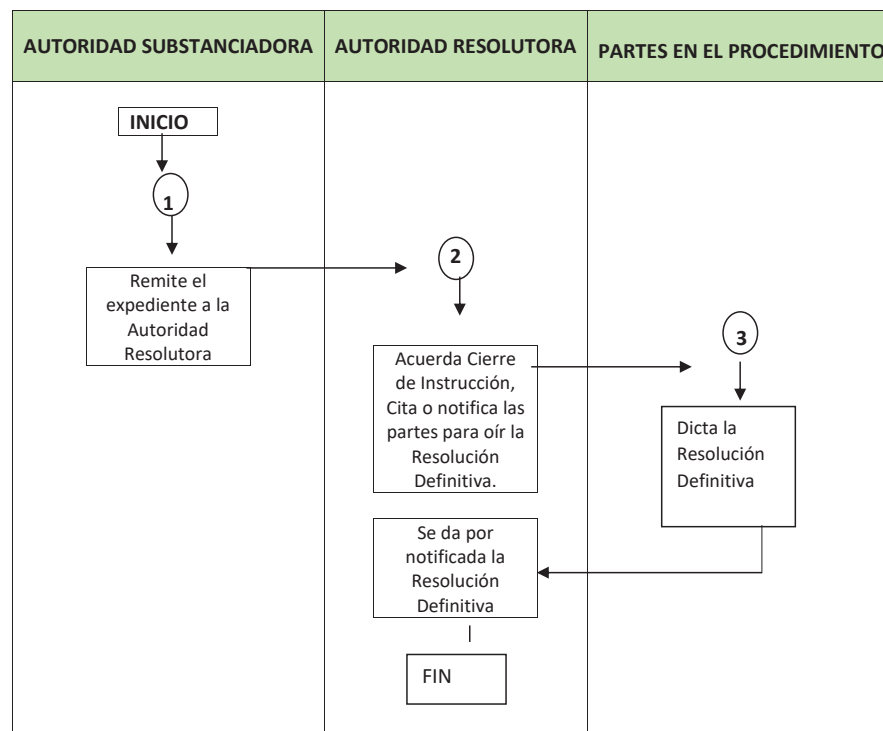 AUTORIDAD SUBSTANCIADORA
AUTORIDAD RESOLUTORA
PARTES EN EL PROCEDIMIENTO
INICIO
1
Remite el
expediente a la
Autoridad
Resolutora
2
Acuerda Cierre
de Instrucción,
Cita o notifica las
partes para oír la
Resolución
Definitiva.
3
Dicta la
Resolución
Definitiva
Se da por
notificada la
Resolución
Definitiva
FIN